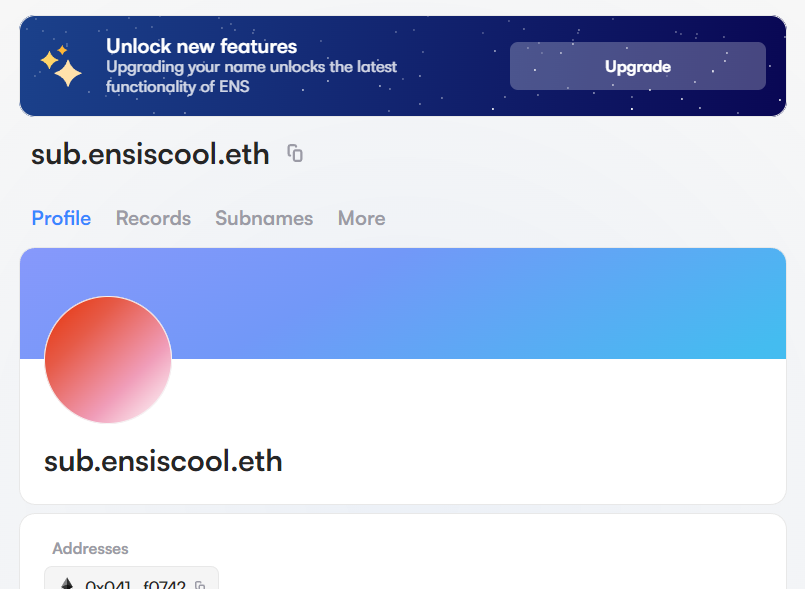 Unlock new features
Upgrading your name unlocks the latest
functionality of ENS
Upgrade
sub.ensiscool.eth
Profile Records Subnames More
sub.ensiscool.eth
Addresses
0x041...f0742